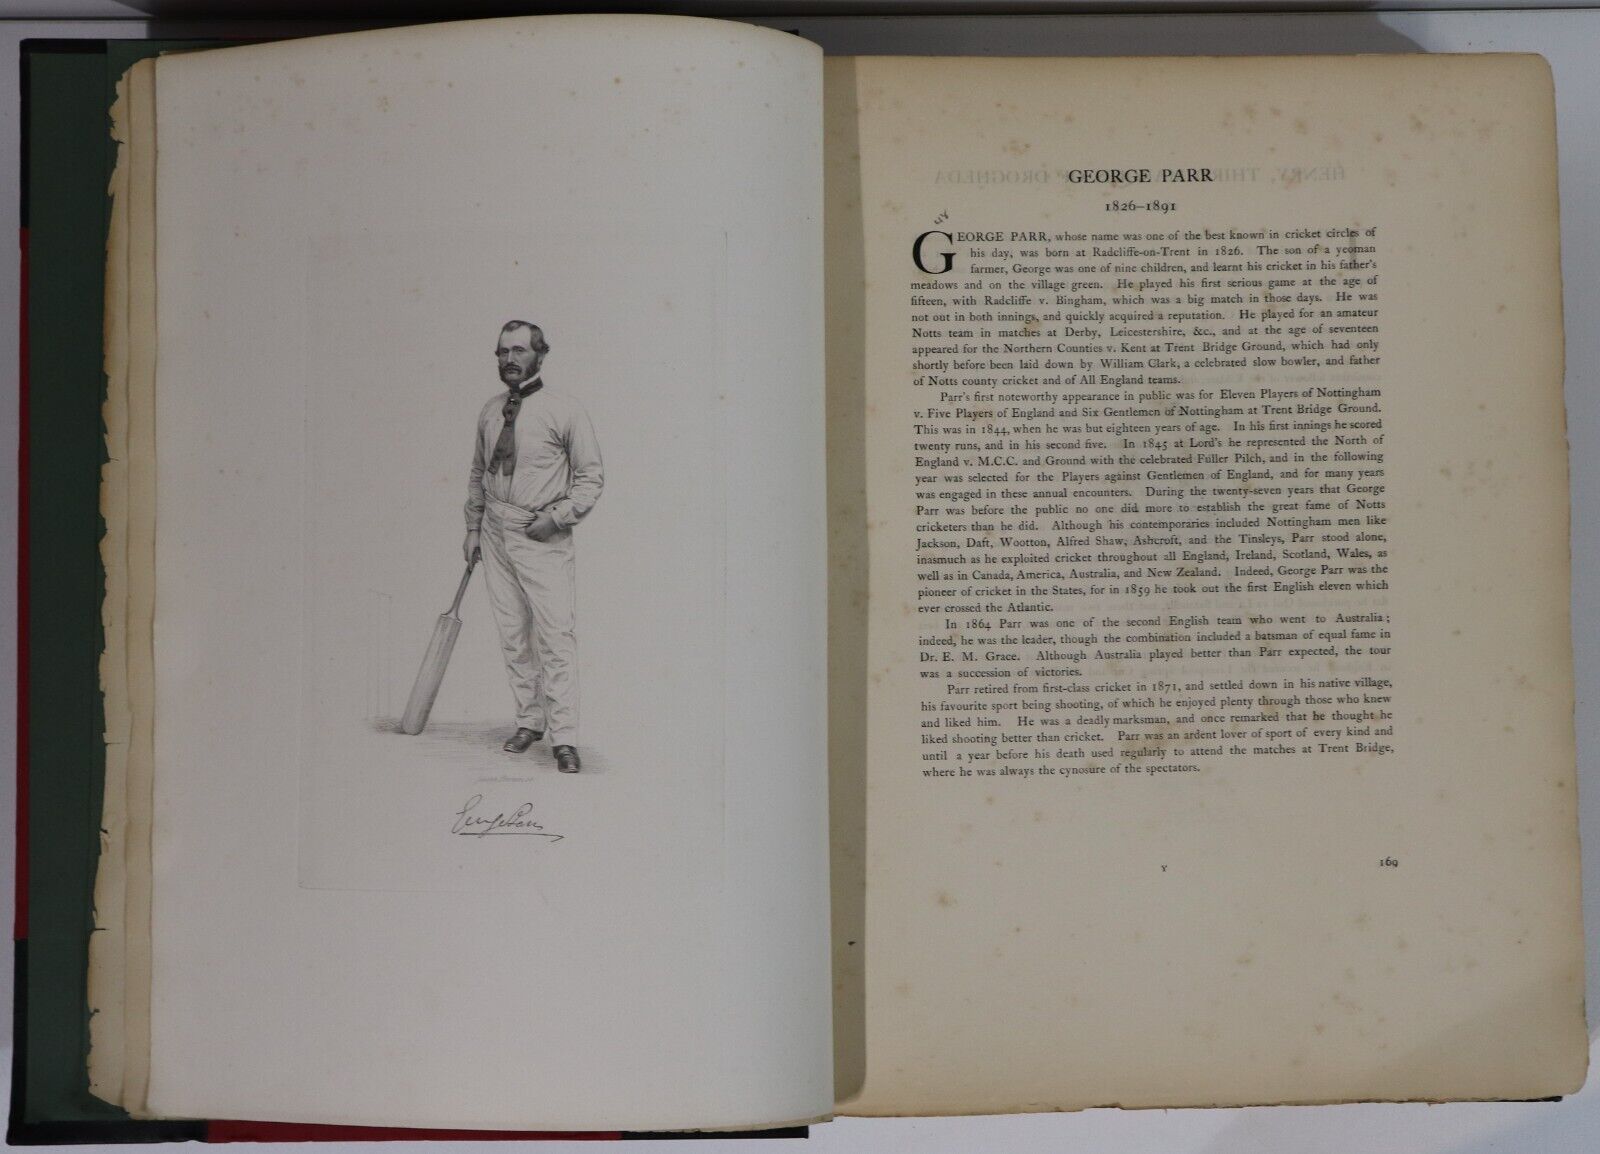 George Parr
GEORGE PARR
1826–1891
GEORGE PARR, whose name was one of the best known in cricket circles of
his day, was born at Radcliffe-on-Trent in 1826. The son of a yeoman
farmer, George was one of nine children, and learnt his cricket in his father's
meadows and on the village green. He played his first serious game at the age of
fifteen, with Radcliffe v. Bingham, which was a big match in those days. He was
not out in both innings, and quickly acquired a reputation. He played for an amateur
Notts team in matches at Derby, Leicestershire, &c., and at the age of seventeen
appeared for the Northern Counties v. Kent at Trent Bridge Ground, which had only
shortly before been laid down by William Clark, a celebrated slow bowler, and father
of Notts county cricket and of All England teams.
Parr's first noteworthy appearance in public was for Eleven Players of Nottingham
v. Five Players of England and Six Gentlemen of Nottingham at Trent Bridge Ground.
This was in 1844, when he was but eighteen years of age. In his first innings he scored
twenty runs, and in his second five. In 1845 at Lord's he represented the North of
England v. M.C.C. and Ground with the celebrated Fuller Pilch, and in the following
year was selected for the Players against Gentlemen of England, and for many years
was engaged in these annual encounters. During the twenty-seven years that George
Parr was before the public no one did more to establish the great fame of Notts
cricketers than he did. Although his contemporaries included Nottingham men like
Jackson, Daft, Wootton, Alfred Shaw, Ashcroft, and the Tinsleys, Parr stood alone,
inasmuch as he exploited cricket throughout all England, Ireland, Scotland, Wales, as
well as in Canada, America, Australia, and New Zealand. Indeed, George Parr was the
pioneer of cricket in the States, for in 1859 he took out the first English eleven which
ever crossed the Atlantic.
In 1864 Parr was one of the second English team who went to Australia;
indeed, he was the leader, though the combination included a batsman of equal fame in
Dr. E. M. Grace. Although Australia played better than Parr expected, the tour
was a succession of victories.
Parr retired from first-class cricket in 1871, and settled down in his native village,
his favourite sport being shooting, of which he enjoyed plenty through those who knew
and liked him. He was a deadly marksman, and once remarked that he thought he
liked shooting better than cricket. Parr was an ardent lover of sport of every kind and
until a year before his death used regularly to attend the matches at Trent Bridge,
where he was always the cynosure of the spectators.
Y
169